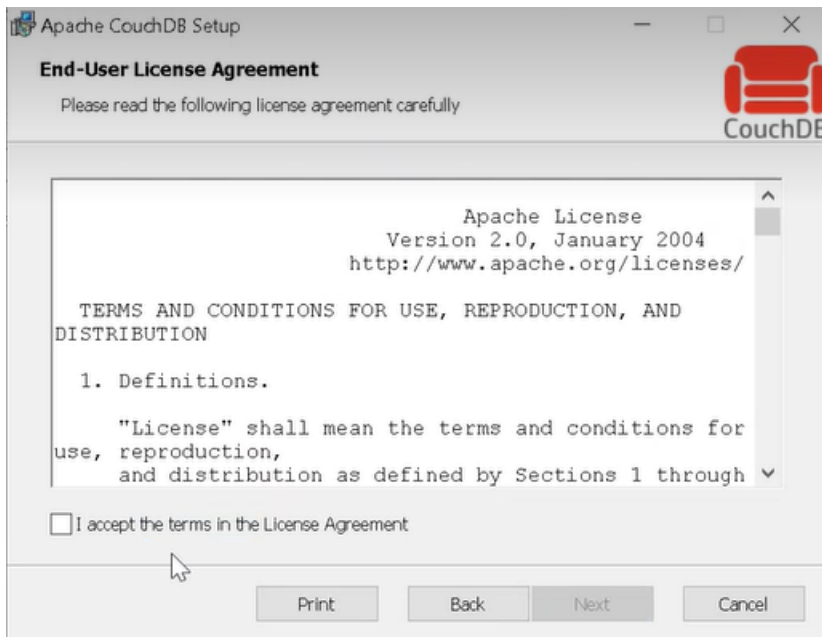 Apache CouchDB Setup
End-User License Agreement
Please read the following license agreement carefully
CouchDB
Apache License
Version 2.0, January 2004
http://www.apache.org/licenses/
TERMS AND CONDITIONS FOR USE, REPRODUCTION, AND
DISTRIBUTION
1. Definitions.
"License" shall mean the terms and conditions for
use, reproduction,
and distribution as defined by Sections 1 through
I accept the terms in the License Agreement
Print Back Next Cancel